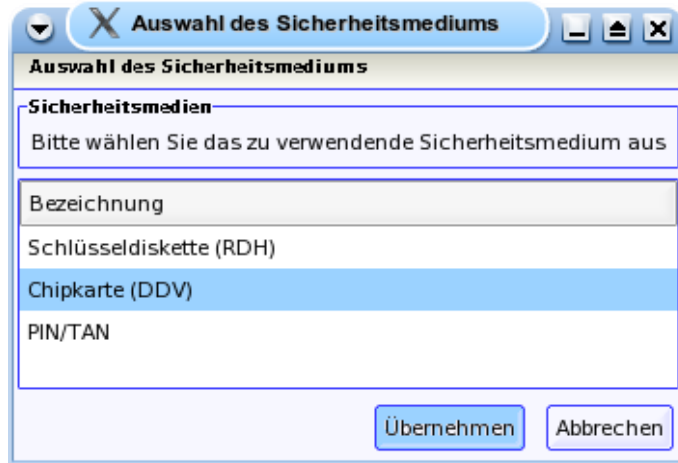 Auswahl des Sicherheitsmediums
Auswahl des Sicherheitsmediums
Sicherheitsmedien
Bitte wählen Sie das zu verwendende Sicherheitsmedium aus
Bezeichnung
Schlüsseldiskette (RDH)
Chipkarte (DDV)
PIN/TAN
Übernehmen Abbrechen